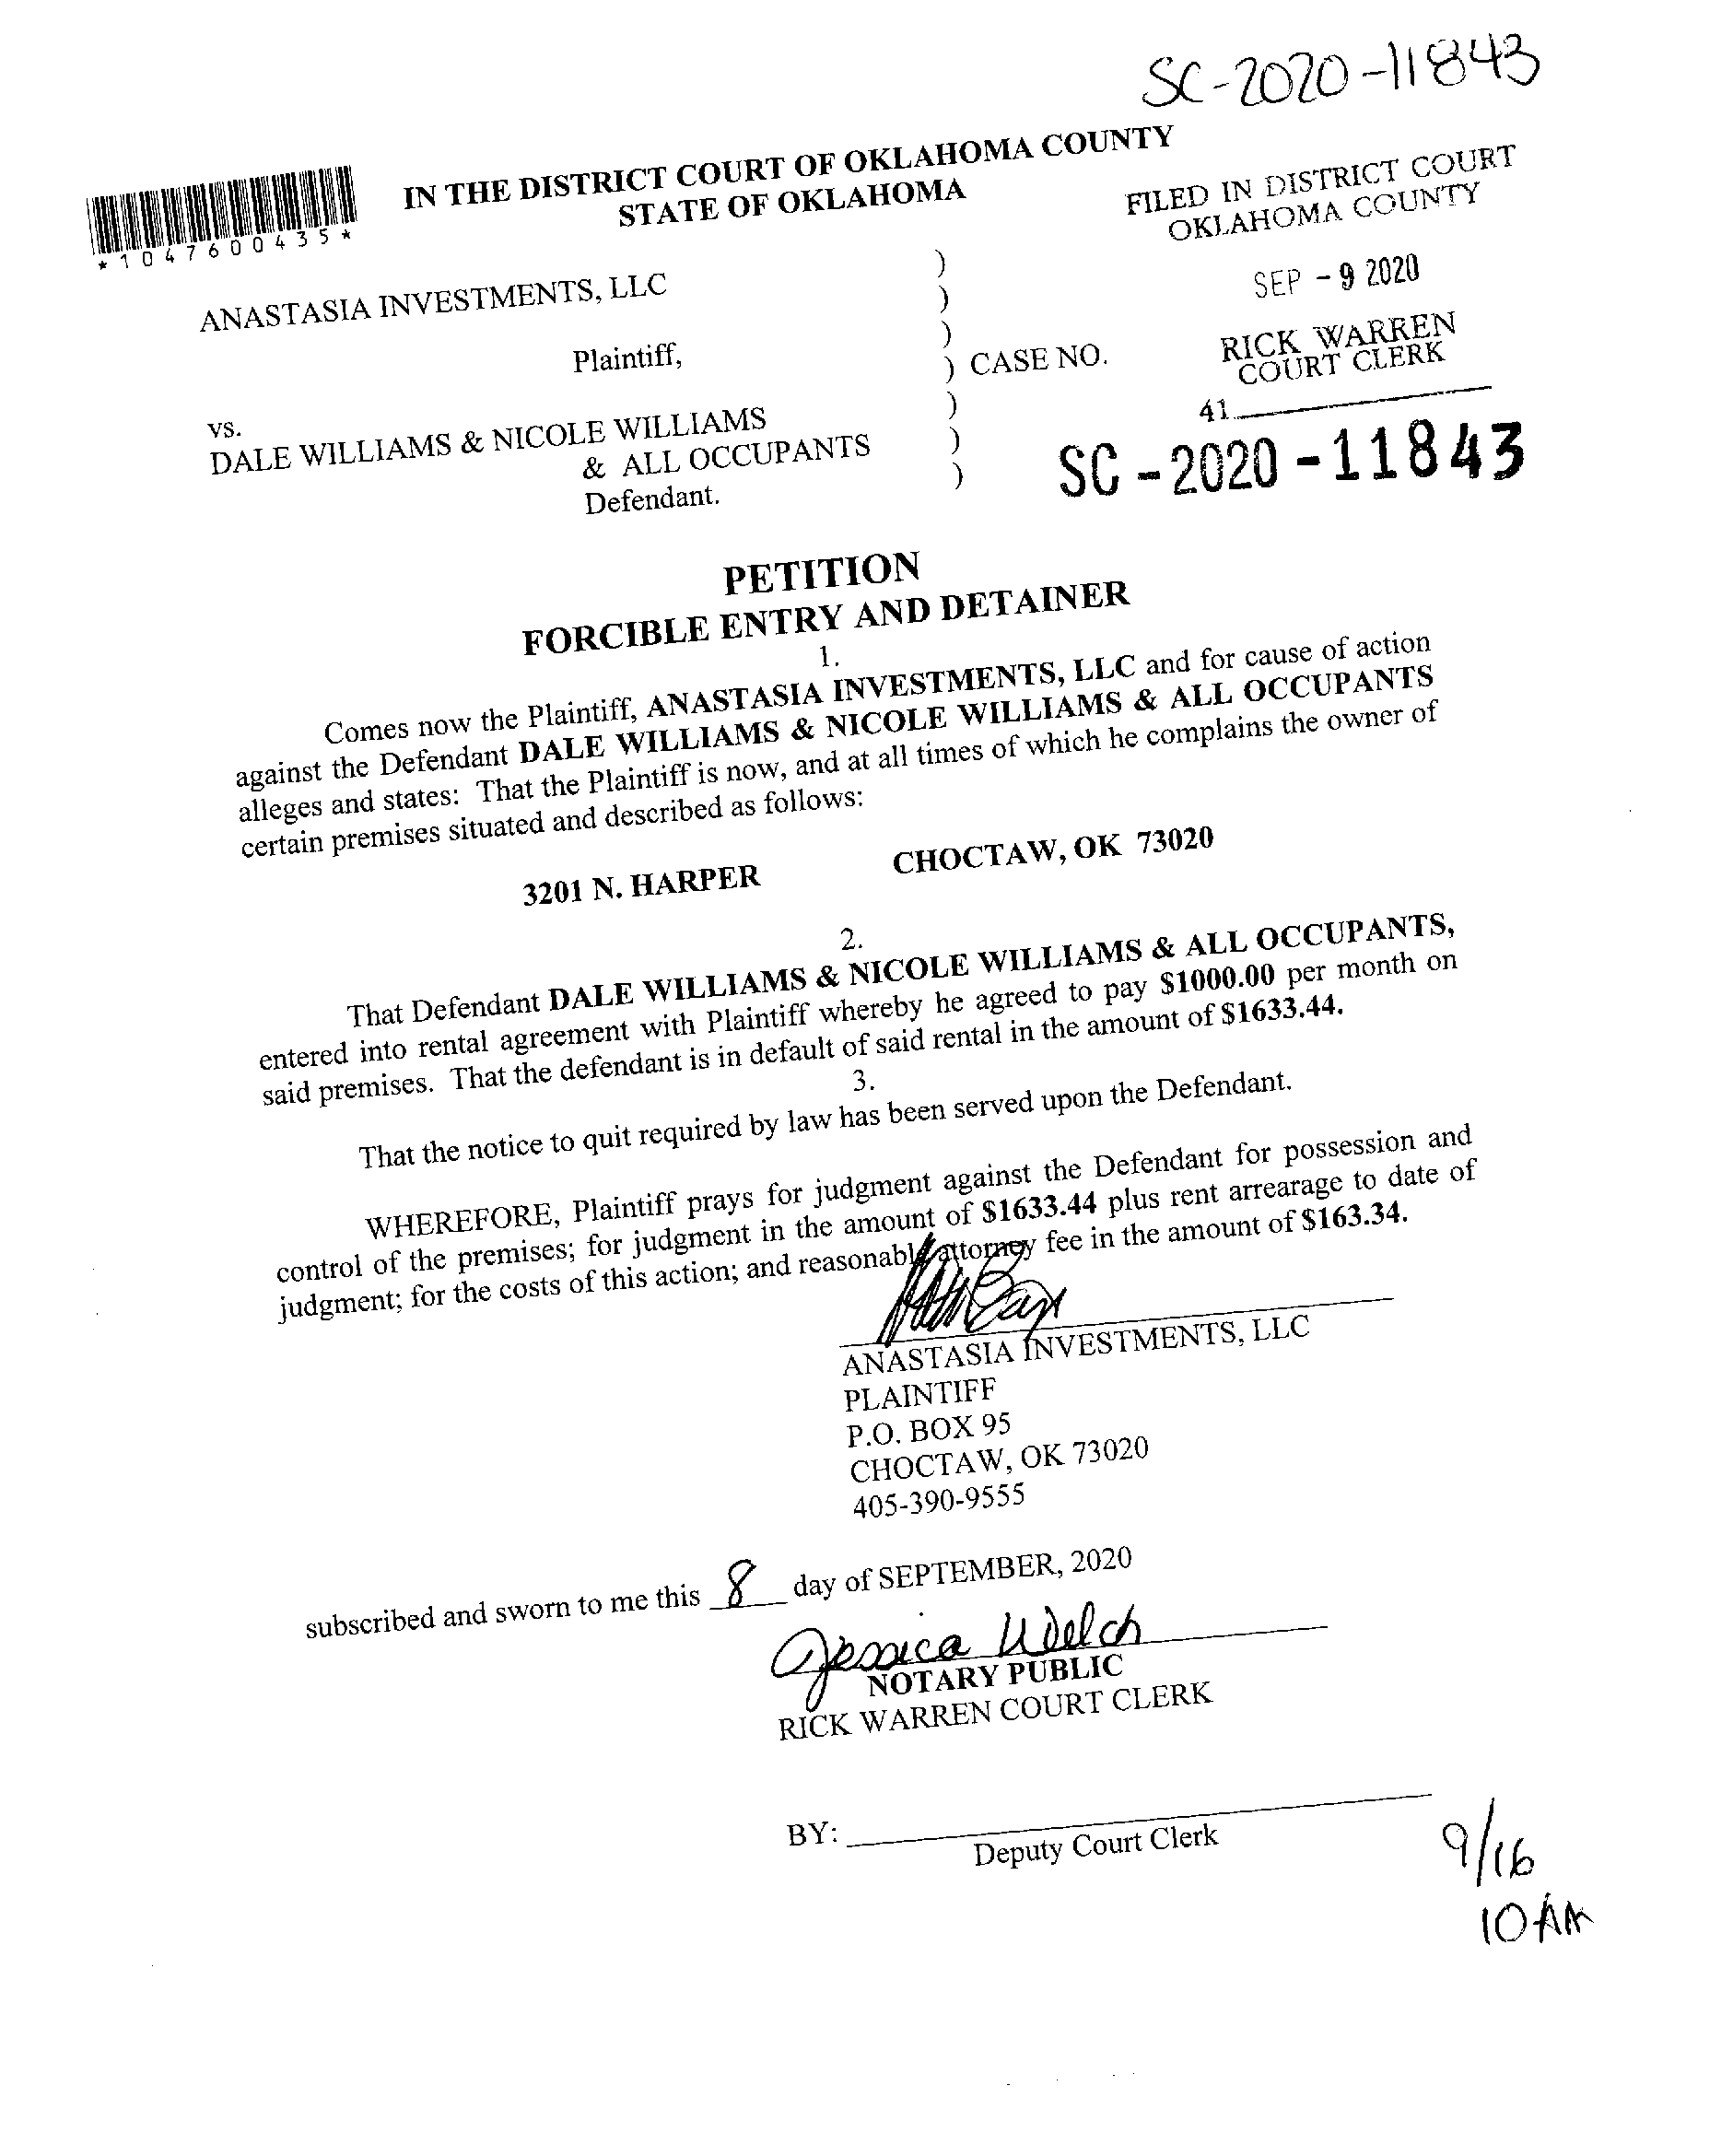 SC-2020-11843
IN THE DISTRICT COURT OF OKLAHOMA COUNTY
STATE OF OKLAHOMA
*1047600435*
FILED IN DISTRICT COURT
OKLAHOMA COUNTY
SEP - 9 2020
RICK WARREN
COURT CLERK
41
SC - 2020 - 11843
ANASTASIA INVESTMENTS, LLC )
)
)
Plaintiff, ) CASE NO.
vs. )
DALE WILLIAMS & NICOLE WILLIAMS )
& ALL OCCUPANTS )
Defendant.
PETITION
FORCIBLE ENTRY AND DETAINER
1.
Comes now the Plaintiff, ANASTASIA INVESTMENTS, LLC and for cause of action
against the Defendant DALE WILLIAMS & NICOLE WILLIAMS & ALL OCCUPANTS
alleges and states: That the Plaintiff is now, and at all times of which he complains the owner of
certain premises situated and described as follows:
3201 N. HARPER CHOCTAW, OK 73020
2.
That Defendant DALE WILLIAMS & NICOLE WILLIAMS & ALL OCCUPANTS,
entered into rental agreement with Plaintiff whereby he agreed to pay $1000.00 per month on
said premises. That the defendant is in default of said rental in the amount of $1633.44.
3.
That the notice to quit required by law has been served upon the Defendant.
WHEREFORE, Plaintiff prays for judgment against the Defendant for possession and
control of the premises; for judgment in the amount of $1633.44 plus rent arrearage to date of
judgment; for the costs of this action; and reasonable attorney fee in the amount of $163.34.
ANASTASIA INVESTMENTS, LLC
PLAINTIFF
P.O. BOX 95
CHOCTAW, OK 73020
405-390-9555
subscribed and sworn to me this 8 day of SEPTEMBER, 2020
Jessica Welch
NOTARY PUBLIC
RICK WARREN COURT CLERK
BY:
Deputy Court Clerk
9/16
10 AM